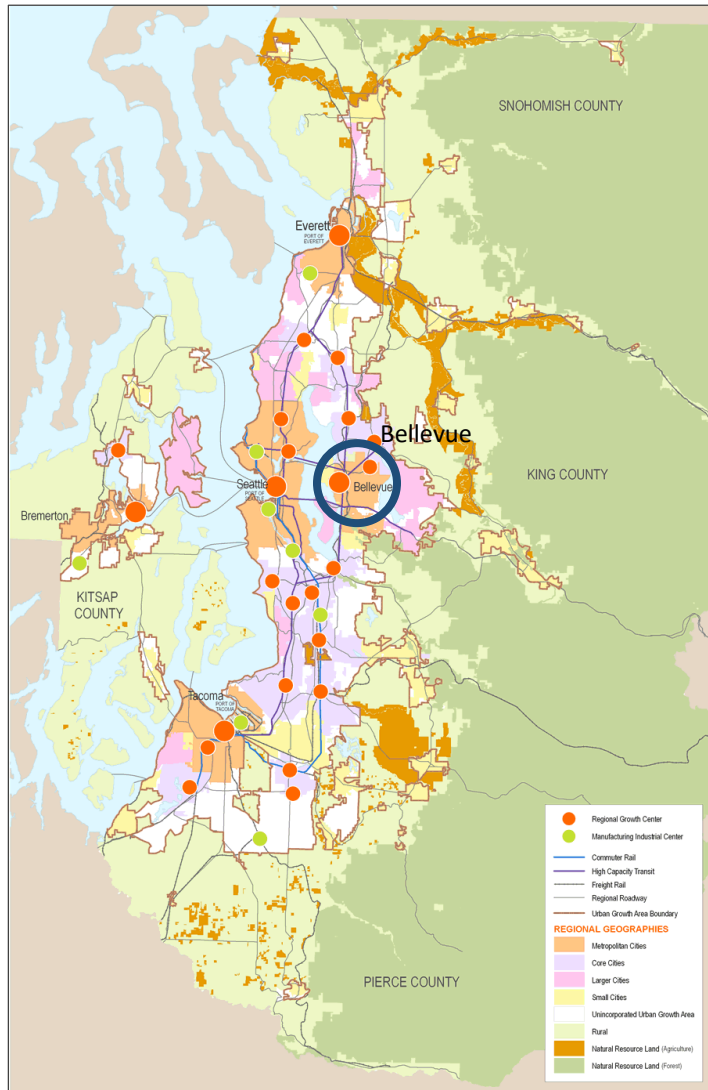 SNOHOMISH COUNTY
Everett
PORT OF
EVERETT
Bellevue
KING COUNTY
Seattle
PORT OF
SEATTLE
Bellevue
Bremerton
KITSAP
COUNTY
Tacoma
PORT OF
TACOMA
PIERCE COUNTY
Regional Growth Center
Manufacturing Industrial Center
Commuter Rail
High Capacity Transit
Freight Rail
Regional Roadway
Urban Growth Area Boundary
REGIONAL GEOGRAPHIES
Metropolitan Cities
Core Cities
Larger Cities
Small Cities
Unincorporated Urban Growth Area
Rural
Natural Resource Land (Agriculture)
Natural Resource Land (Forest)